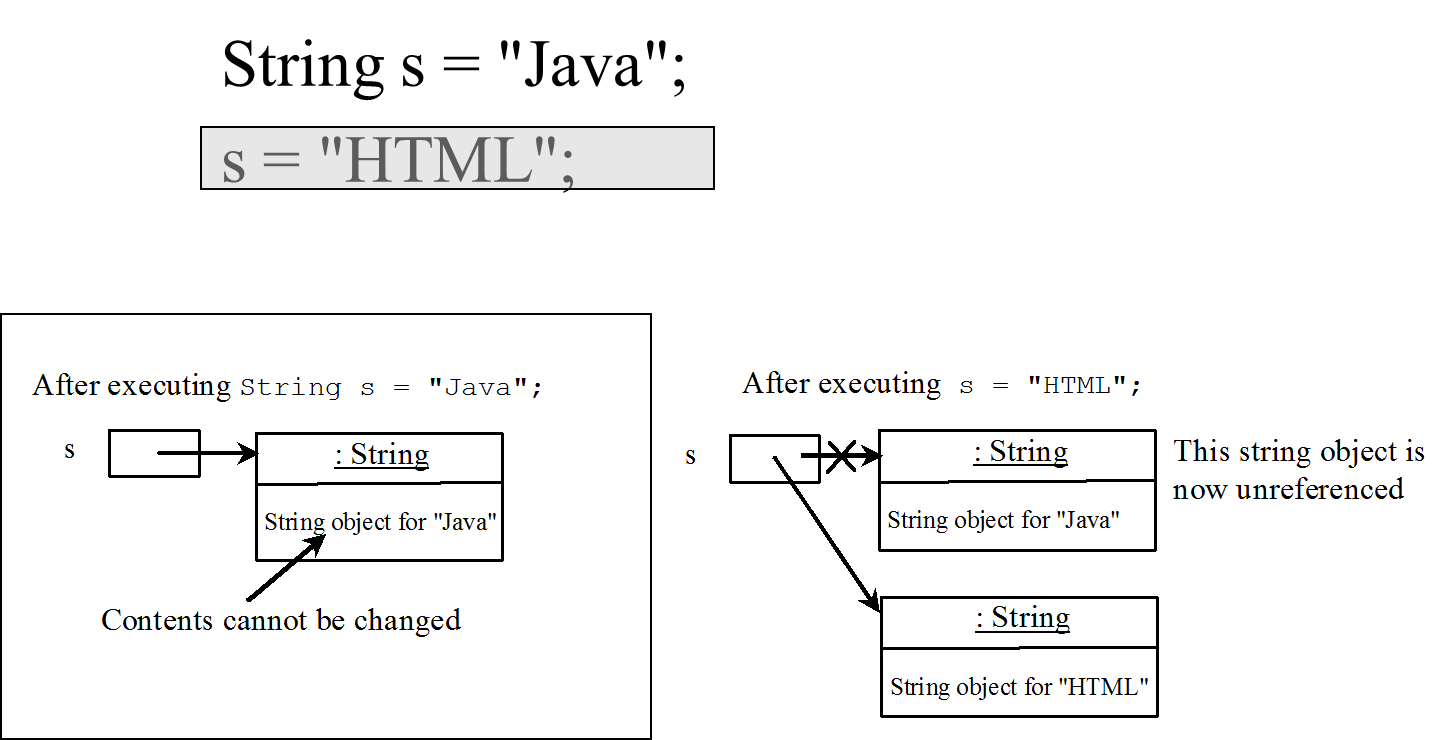 String s = "Java";
s = "HTML";
After executing String s = "Java";
s
: String
String object for "Java"
Contents cannot be changed
After executing s = "HTML";
s
: String
String object for "Java"
This string object is
now unreferenced
: String
String object for "HTML"